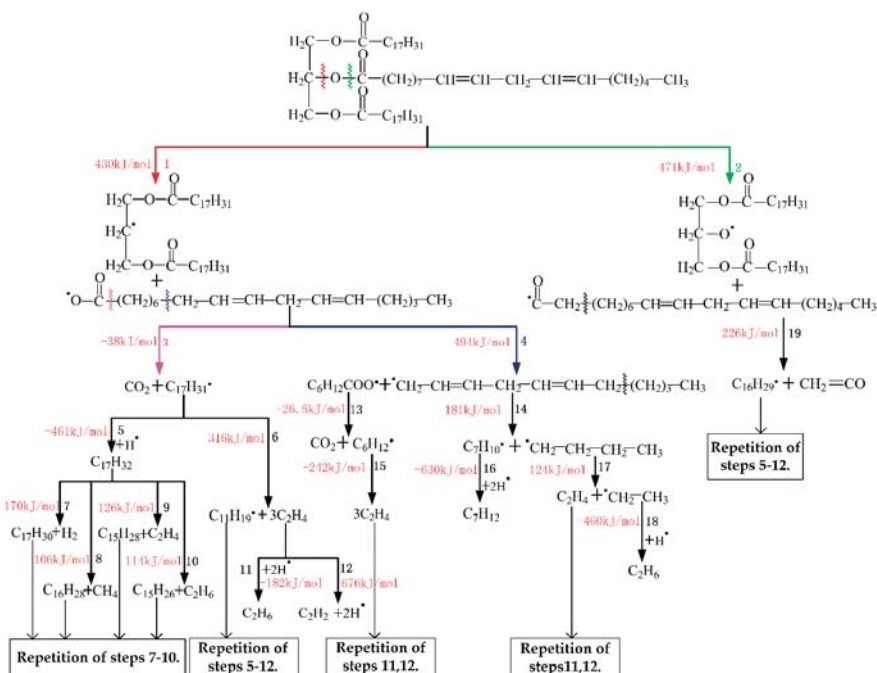 H₂C—O—C—C₁₇H₃₁
O
O
H₂C—O—C—(CH₂)₇—CH=CH—CH₂—CH=CH—(CH₂)₄—CH₃
O
H₂C—O—C—C₁₇H₃₁
430kJ/mol 1
471kJ/mol 2
O
H₂C—O—C—C₁₇H₃₁
H₂C•
O
H₂C—O—C—C₁₇H₃₁
+
O
•O—C—(CH₂)₆—CH₂—CH=CH—CH₂—CH=CH—(CH₂)₃—CH₃
O
H₂C—O—C—C₁₇H₃₁
H₂C—O•
O
H₂C—O—C—C₁₇H₃₁
+
O
•C—CH₂—(CH₂)₆—CH=CH—CH₂—CH=CH—(CH₂)₄—CH₃
-38kJ/mol 3
494kJ/mol 4
226kJ/mol 19
CO₂+C₁₇H₃₁•
C₆H₁₂COO•+•CH₂—CH=CH—CH₂—CH=CH—CH₂—(CH₂)₃—CH₃
C₁₆H₂₉• + CH₂=CO
-461kJ/mol 5
+H•
316kJ/mol 6
-26.5kJ/mol 13
181kJ/mol 14
C₁₇H₃₂
CO₂+C₆H₁₂•
C₇H₁₀• + •CH₂—CH₂—CH₂—CH₃
Repetition of
steps 5-12.
-242kJ/mol 15
-630kJ/mol 16
+2H•
124kJ/mol 17
170kJ/mol 7
126kJ/mol 9
C₁₁H₁₉•+3C₂H₄
3C₂H₄
C₇H₁₂
C₂H₄ + •CH₂—CH₃
C₁₇H₃₀+H₂
C₁₅H₂₈+C₂H₄
106kJ/mol 8
114kJ/mol 10
11 +2H•
-182kJ/mol
12
676kJ/mol
-460kJ/mol 18
+H•
C₁₆H₂₈+CH₄
C₁₅H₂₆+C₂H₆
C₂H₆
C₂H₂ +2H•
C₂H₆
Repetition of steps 7-10.
Repetition of
steps 5-12.
Repetition of
steps 11,12.
Repetition of
steps11,12.